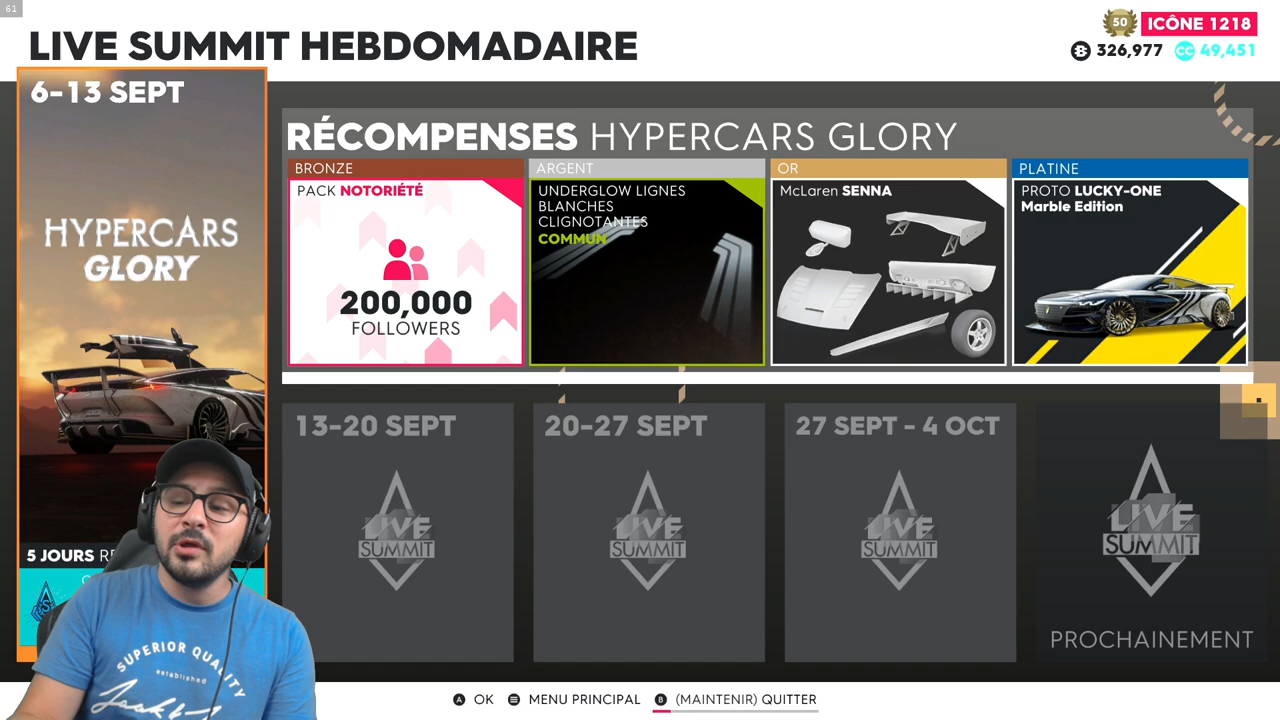 61
LIVE SUMMIT HEBDOMADAIRE
50 ICÔNE 1218
B 326,977 CC 49,451
6-13 SEPT
HYPERCARS
GLORY
5 JOURS
RÉCOMPENSES HYPERCARS GLORY
BRONZE
PACK NOTORIÉTÉ
200,000
FOLLOWERS
ARGENT
UNDERGLOW LIGNES
BLANCHES
CLIGNOTANTES
COMMUN
OR
McLaren SENNA
PLATINE
PROTO LUCKY-ONE
Marble Edition
13-20 SEPT
LIVE
SUMMIT
20-27 SEPT
LIVE
SUMMIT
27 SEPT - 4 OCT
LIVE
SUMMIT
LIVE
SUMMIT
PROCHAINEMENT
SUPERIOR QUALITY
established
A OK MENU PRINCIPAL B (MAINTENIR) QUITTER